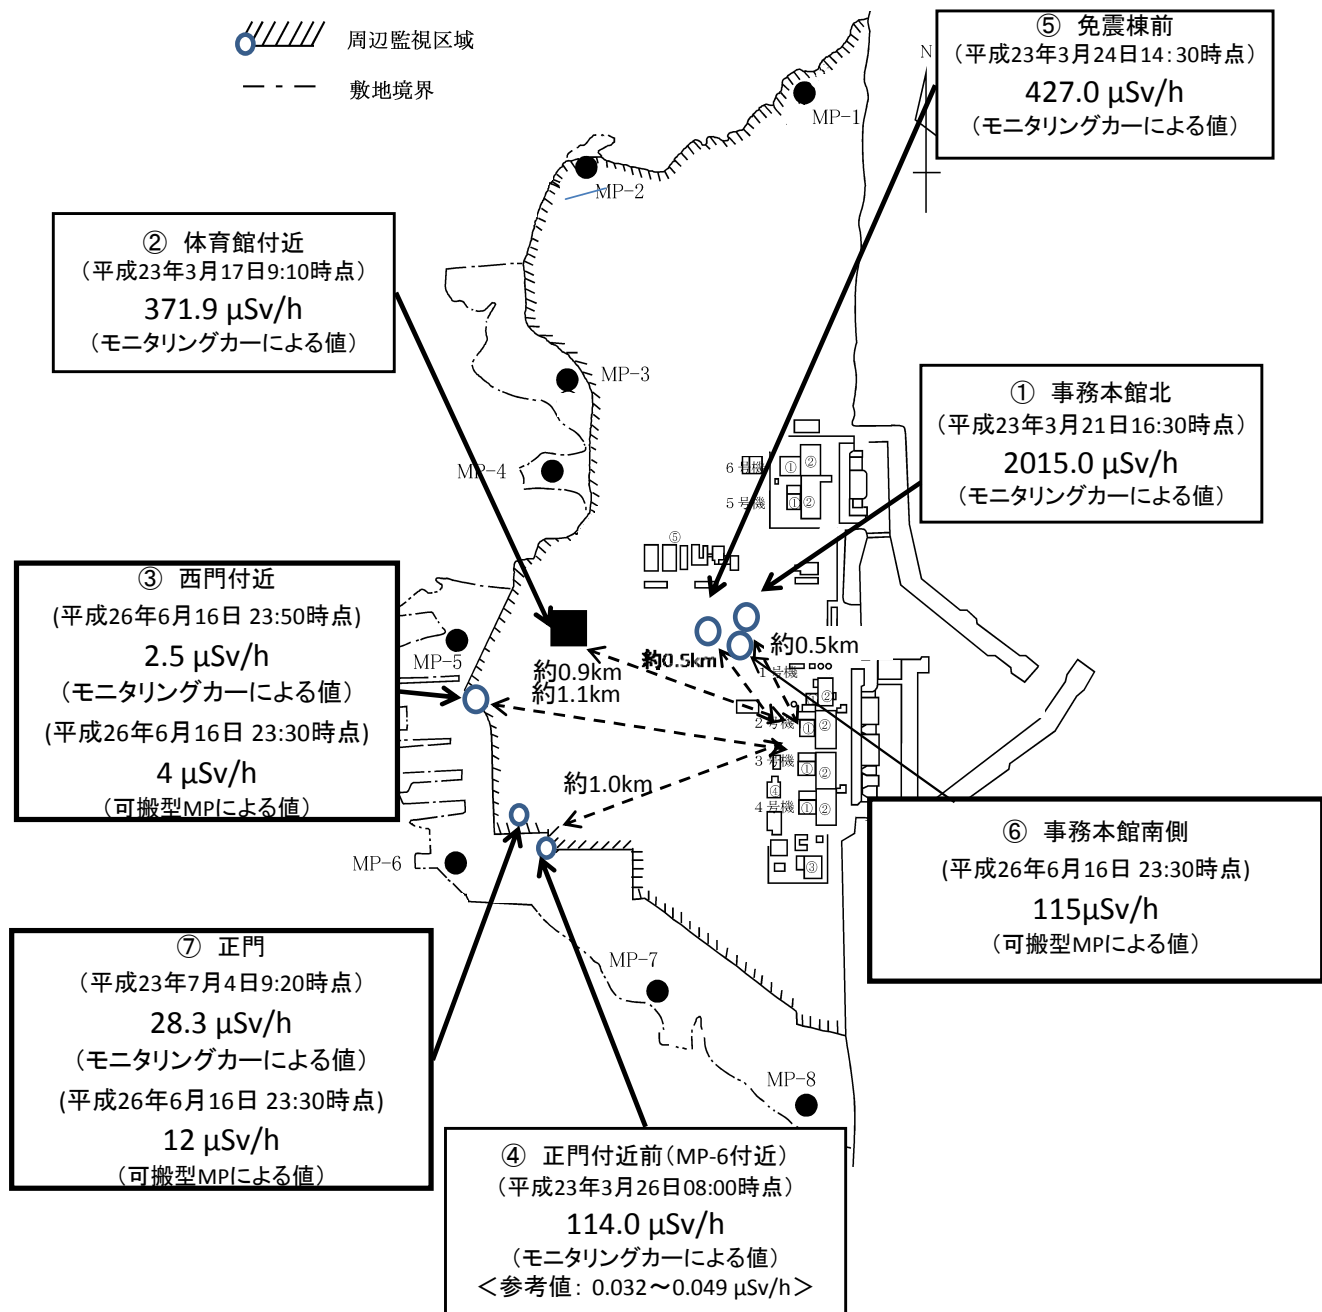 周辺監視区域
敷地境界
⑤ 免震棟前
(平成23年3月24日14:30時点)
427.0 μSv/h
(モニタリングカーによる値)
N
MP-1
MP-2
② 体育館付近
(平成23年3月17日9:10時点)
371.9 μSv/h
(モニタリングカーによる値)
MP-3
① 事務本館北
(平成23年3月21日16:30時点)
2015.0 μSv/h
(モニタリングカーによる値)
MP-4
6号機
① ②
5号機
① ②
⑤
③ 西門付近
(平成26年6月16日 23:50時点)
2.5 μSv/h
(モニタリングカーによる値)
(平成26年6月16日 23:30時点)
4 μSv/h
(可搬型MPによる値)
MP-5
約0.9km
約1.1km
約0.5km
約0.5km
1号機
②
2号機
① ②
3号機
① ②
約1.0km
④
4号機
① ②
③
⑥ 事務本館南側
(平成26年6月16日 23:30時点)
115μSv/h
(可搬型MPによる値)
MP-6
⑦ 正門
(平成23年7月4日9:20時点)
28.3 μSv/h
(モニタリングカーによる値)
(平成26年6月16日 23:30時点)
12 μSv/h
(可搬型MPによる値)
MP-7
MP-8
④ 正門付近前(MP-6付近)
(平成23年3月26日08:00時点)
114.0 μSv/h
(モニタリングカーによる値)
<参考値: 0.032~0.049 μSv/h>